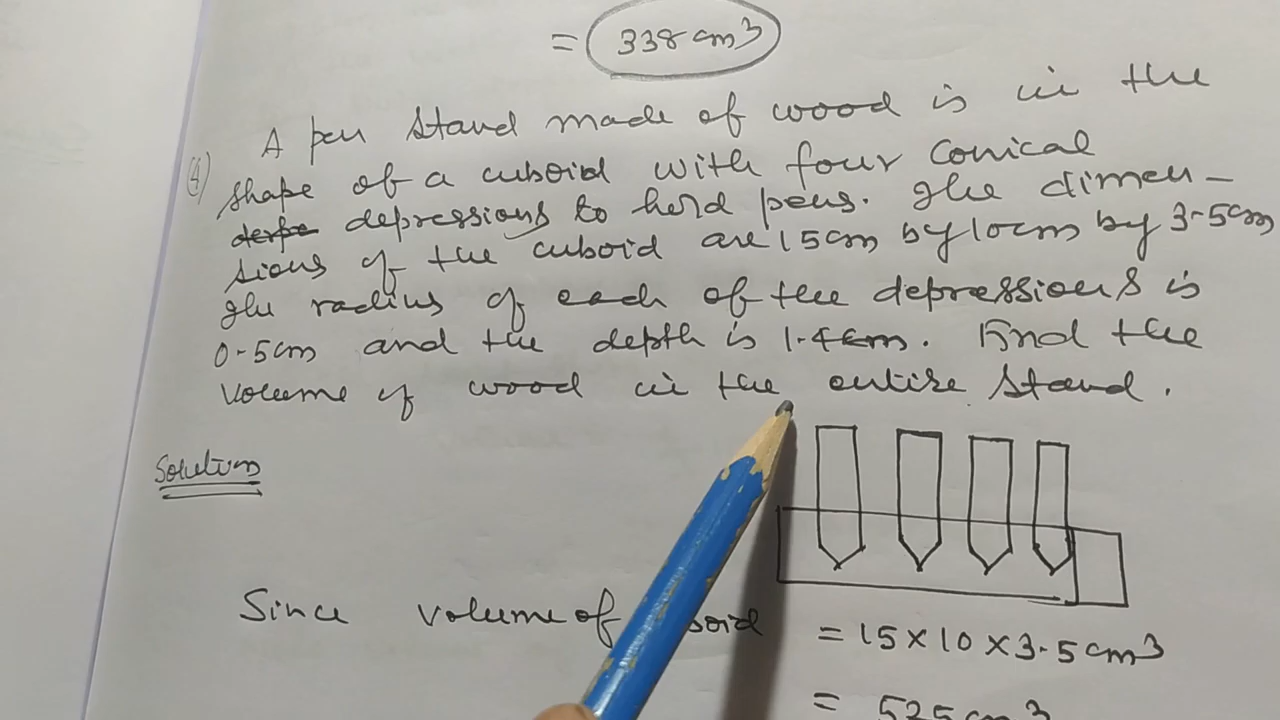 = 338 cm³
(4) A pen stand made of wood is in the
shape of a cuboid with four conical
depressions to hold pens. The dimen-
sions of the cuboid are 15cm by 10cm by 3.5cm
The radius of each of the depressions is
0.5cm and the depth is 1.4cm. Find the
volume of wood in the entire stand.
Solution
Since volume of = 15 × 10 × 3.5 cm³
= 525 cm³